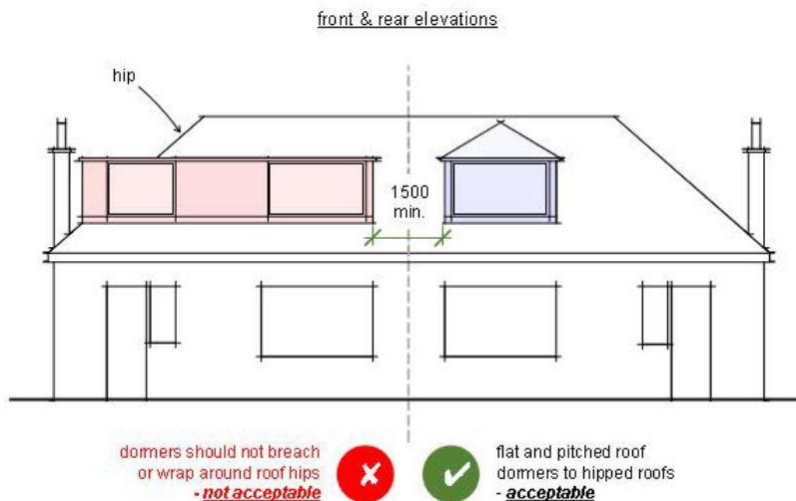 front & rear elevations
hip
1500
min.
dormers should not breach
or wrap around roof hips
- not acceptable
flat and pitched roof
dormers to hipped roofs
- acceptable